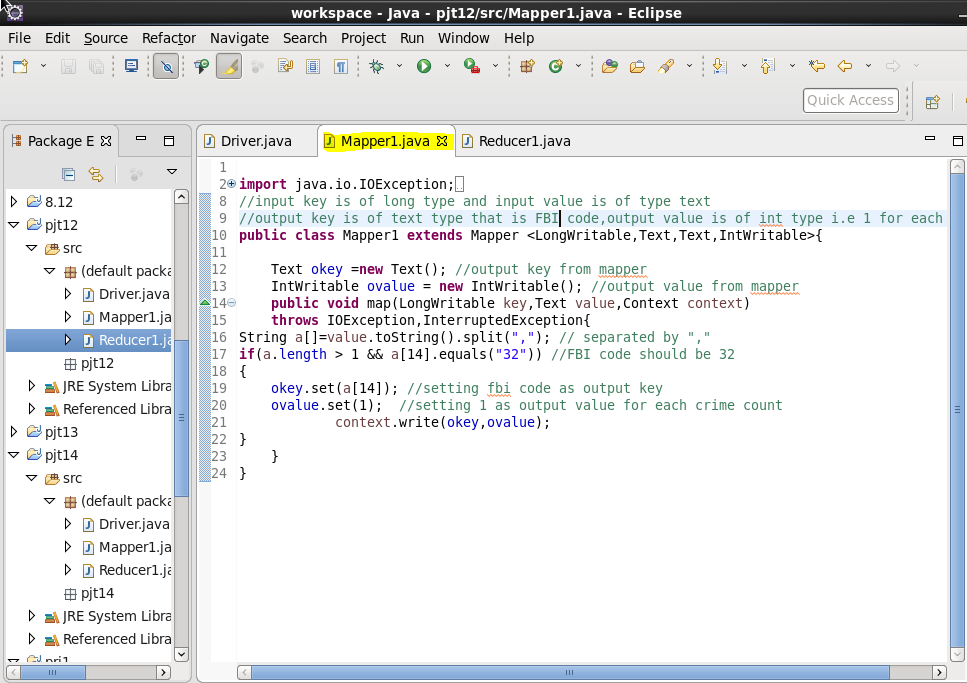 workspace - Java - pjt12/src/Mapper1.java - Eclipse
File Edit Source Refactor Navigate Search Project Run Window Help
Quick Access
Package E
8.12
pjt12
src
(default packa
Driver.java
Mapper1.ja
Reducer1.ja
pjt12
JRE System Libra
Referenced Libra
pjt13
pjt14
src
(default packa
Driver.java
Mapper1.ja
Reducer1.ja
pjt14
JRE System Libra
Referenced Libra
prj1
Driver.java Mapper1.java Reducer1.java
1
2 import java.io.IOException;
8 //input key is of long type and input value is of type text
9 //output key is of text type that is FBI code,output value is of int type i.e 1 for each
10 public class Mapper1 extends Mapper <LongWritable,Text,Text,IntWritable>{
11
12 Text okey =new Text(); //output key from mapper
13 IntWritable ovalue = new IntWritable(); //output value from mapper
14 public void map(LongWritable key,Text value,Context context)
15 throws IOException,InterruptedException{
16 String a[]=value.toString().split(","); // separated by ","
17 if(a.length > 1 && a[14].equals("32")) //FBI code should be 32
18 {
19 okey.set(a[14]); //setting fbi code as output key
20 ovalue.set(1); //setting 1 as output value for each crime count
21 context.write(okey,ovalue);
22 }
23 }
24 }